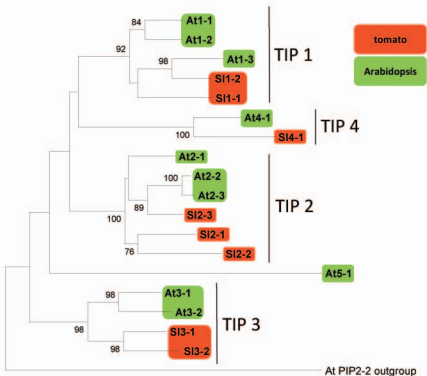 84
At1-1
At1-2
92
98
At1-3
Sl1-2
Sl1-1
TIP 1
tomato
Arabidopsis
At4-1
100
Sl4-1
TIP 4
At2-1
100
At2-2
At2-3
100
89
Sl2-3
Sl2-1
76
Sl2-2
TIP 2
At5-1
98
At3-1
At3-2
98
Sl3-1
98
Sl3-2
TIP 3
At PIP2-2 outgroup